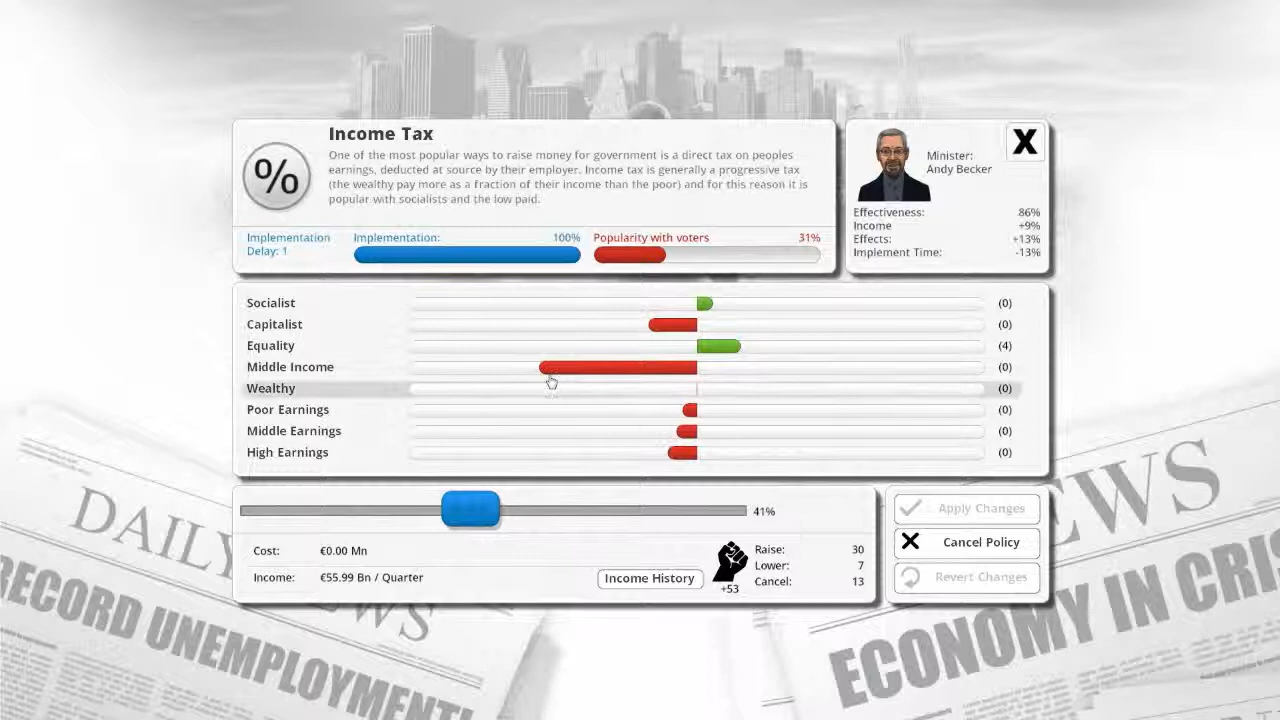 Income Tax
One of the most popular ways to raise money for government is a direct tax on peoples
earnings, deducted at source by their employer. Income tax is generally a progressive tax
(the wealthy pay more as a fraction of their income than the poor) and for this reason it is
popular with socialists and the low paid.
%
Implementation
Delay: 1
Implementation: 100%
Popularity with voters 31%
X
Minister:
Andy Becker
Effectiveness: 86%
Income +9%
Effects: +13%
Implement Time: -13%
Socialist (0)
Capitalist (0)
Equality (4)
Middle Income (0)
Wealthy (0)
Poor Earnings (0)
Middle Earnings (0)
High Earnings (0)
41%
Cost: €0.00 Mn
Income: €55.99 Bn / Quarter
Income History
+53
Raise: 30
Lower: 7
Cancel: 13
Apply Changes
Cancel Policy
Revert Changes
DAILY
WS
RECORD UNEMPLOYMENT
EWS
ECONOMY IN CRIS